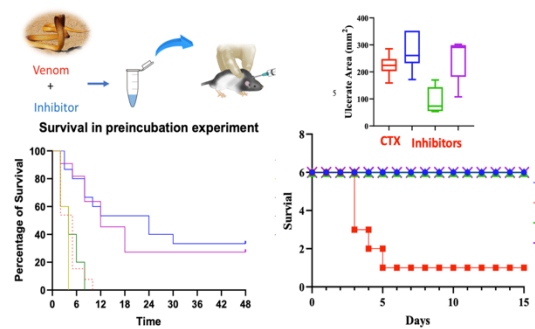 Venom
+
Inhibitor
Survival in preincubation experiment
Percentage of Survival
100
80
60
40
20
0
0 6 12 18 24 30 36 42 48
Time
Ulcerate Area (mm²)
400
300
200
100
0
CTX Inhibitors
s
Survial
8
6
4
2
0
0 5 10 15
Days